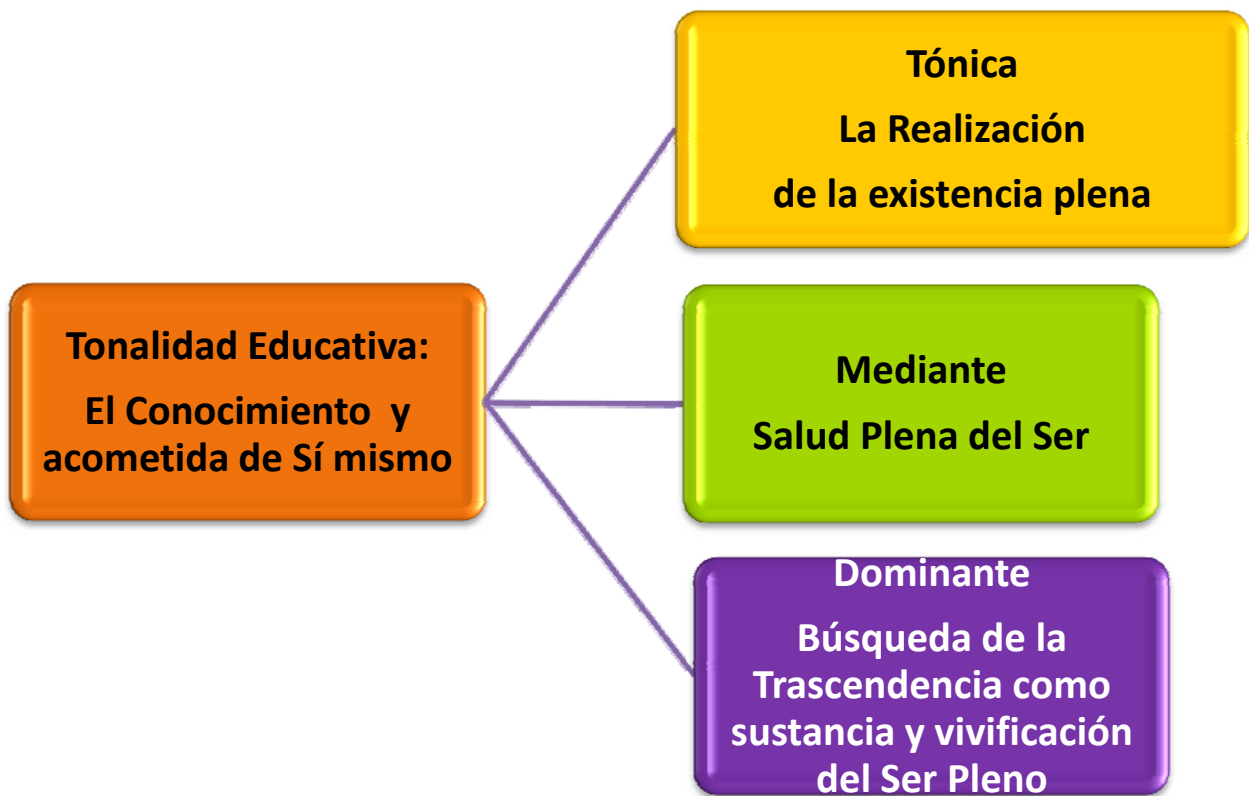 Tonalidad Educativa:
El Conocimiento y
acometida de Sí mismo
Tónica
La Realización
de la existencia plena
Mediante
Salud Plena del Ser
Dominante
Búsqueda de la
Trascendencia como
sustancia y vivificación
del Ser Pleno